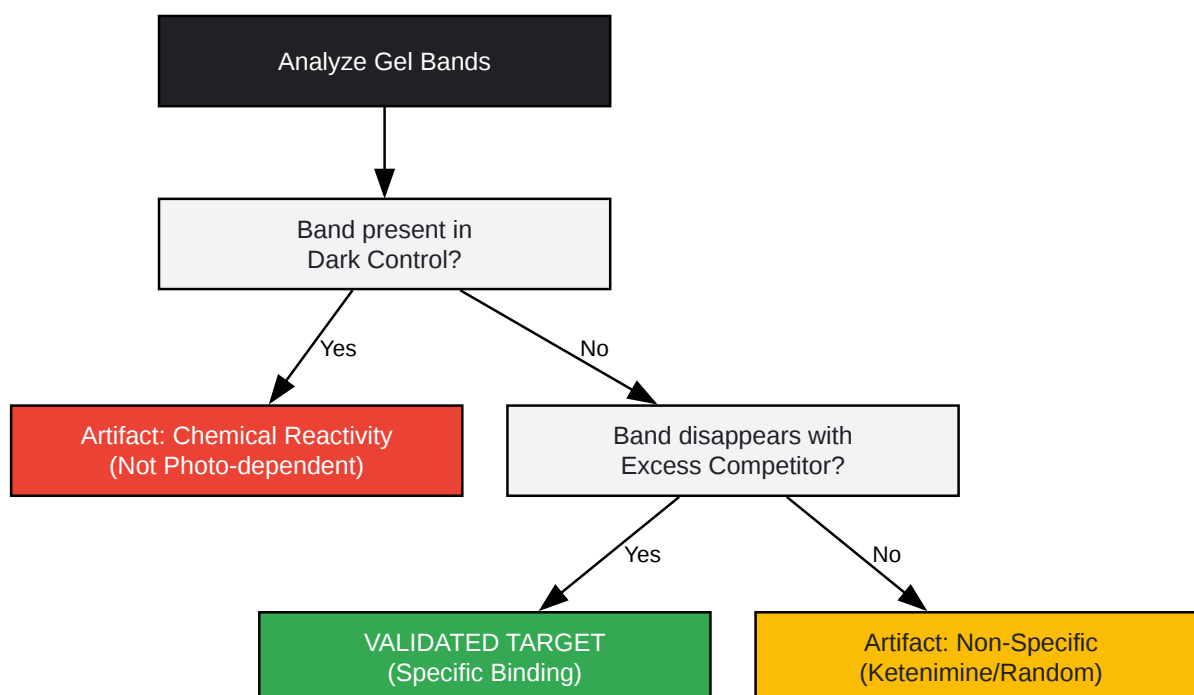 Analyze Gel Bands
Band present in
Dark Control?
Yes
No
Artifact: Chemical Reactivity
(Not Photo-dependent)
Band disappears with
Excess Competitor?
Yes
No
VALIDATED TARGET
(Specific Binding)
Artifact: Non-Specific
(Ketenimine/Random)